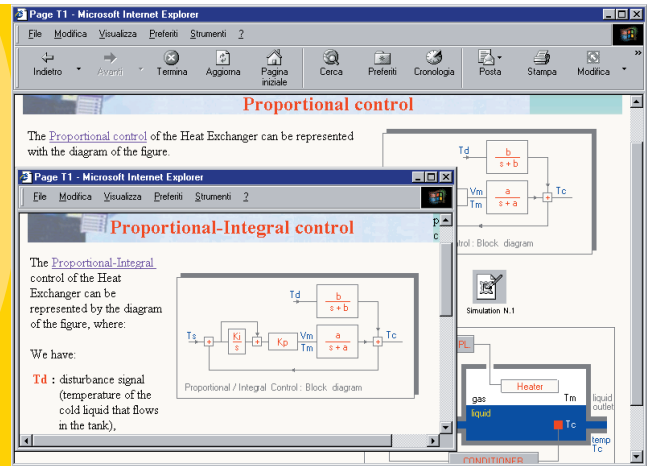 Page T1 - Microsoft Internet Explorer
File Modifica Visualizza Preferiti Strumenti ?
Indietro Avanti Termina Aggiorna Pagina iniziale Cerca Preferiti Cronologia Posta Stampa Modifica »
Proportional control
The Proportional control of the Heat Exchanger can be represented
with the diagram of the figure.
Td b
s + b
Vm a Tc
Tm s + a
trol : Block diagram
Simulation N.1
PL
Heater
gas Tm liquid
outlet
liquid
Tc
temp
Tc
CONDITIONER
Page T1 - Microsoft Internet Explorer
File Modifica Visualizza Preferiti Strumenti ?
Proportional-Integral control
p
c
The Proportional-Integral
control of the Heat
Exchanger can be
represented by the diagram
of the figure, where:
We have:
Td : disturbance signal
(temperature of the
cold liquid that flows
in the tank),
Td b
s + b
Ts Ki Kp Vm a Tc
s Tm s + a
Proportional / Integral Control : Block diagram